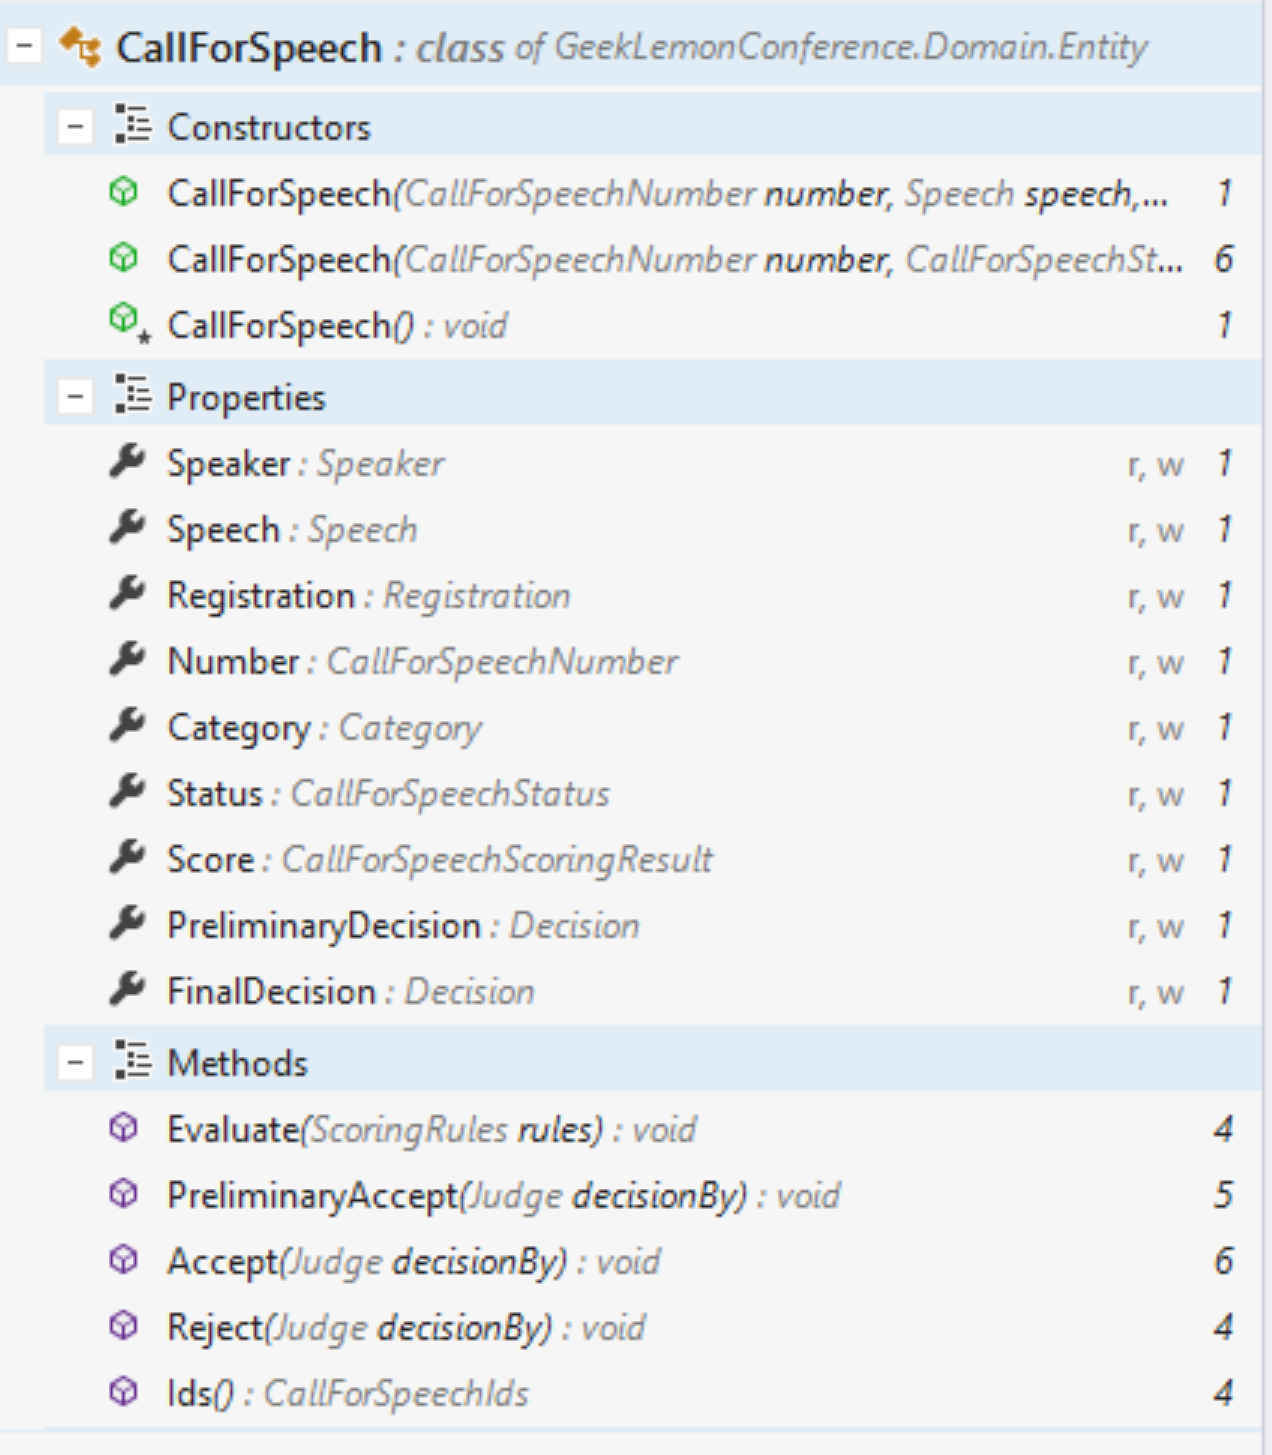 CallForSpeech : class of GeekLemonConference.Domain.Entity
Constructors
CallForSpeech(CallForSpeechNumber number, Speech speech,... 1
CallForSpeech(CallForSpeechNumber number, CallForSpeechSt... 6
CallForSpeech() : void 1
Properties
Speaker : Speaker r, w 1
Speech : Speech r, w 1
Registration : Registration r, w 1
Number : CallForSpeechNumber r, w 1
Category : Category r, w 1
Status : CallForSpeechStatus r, w 1
Score : CallForSpeechScoringResult r, w 1
PreliminaryDecision : Decision r, w 1
FinalDecision : Decision r, w 1
Methods
Evaluate(ScoringRules rules) : void 4
PreliminaryAccept(Judge decisionBy) : void 5
Accept(Judge decisionBy) : void 6
Reject(Judge decisionBy) : void 4
Ids() : CallForSpeechIds 4